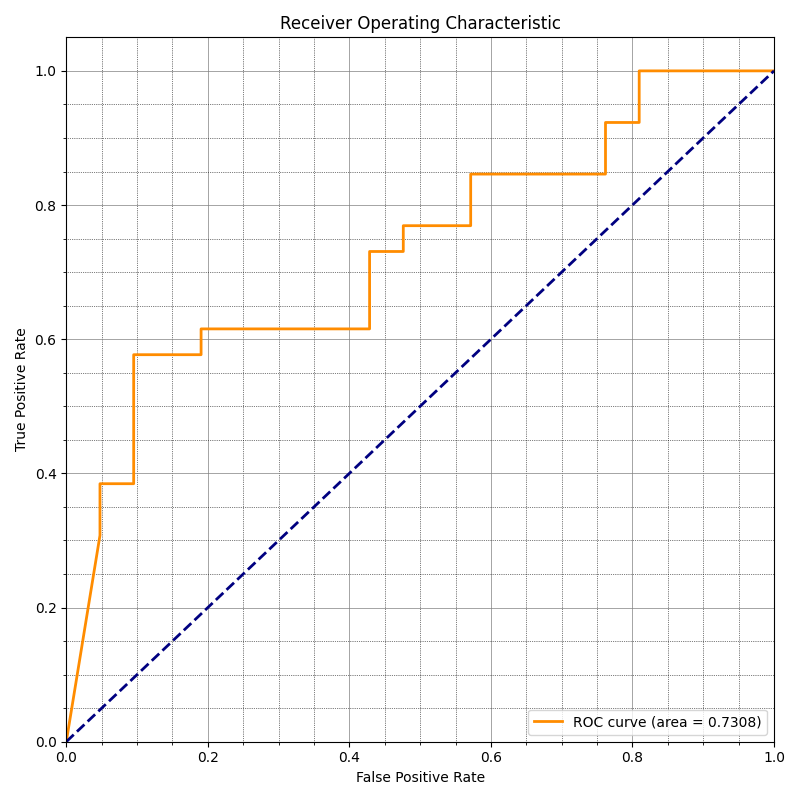 Receiver Operating Characteristic
True Positive Rate
1.0
0.8
0.6
0.4
0.2
0.0
ROC curve (area = 0.7308)
0.0 0.2 0.4 0.6 0.8 1.0
False Positive Rate